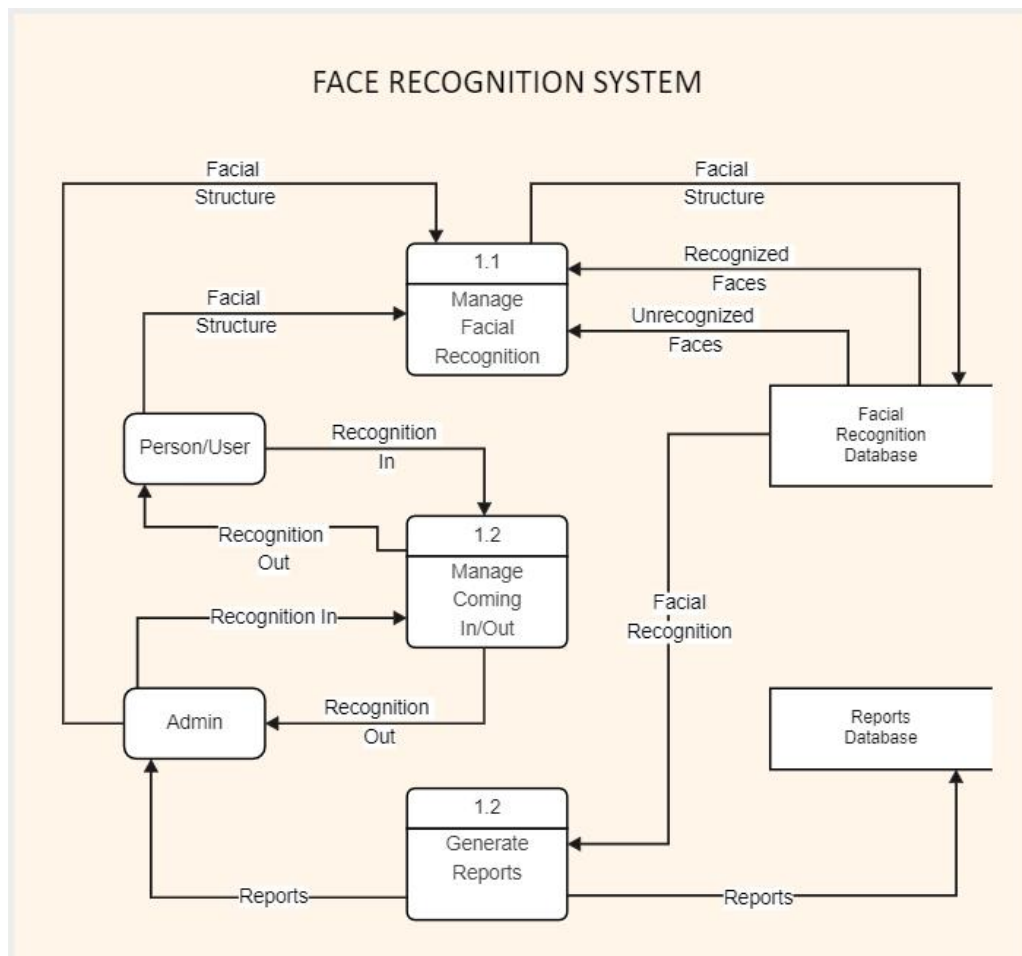 FACE RECOGNITION SYSTEM
Facial
Structure
Facial
Structure
1.1
Manage
Facial
Recognition
Recognized
Faces
Unrecognized
Faces
Facial
Structure
Facial
Recognition
Database
Person/User
Recognition
In
Recognition
Out
1.2
Manage
Coming
In/Out
Facial
Recognition
Recognition In
Admin
Recognition
Out
Reports
Database
1.2
Generate
Reports
Reports
Reports